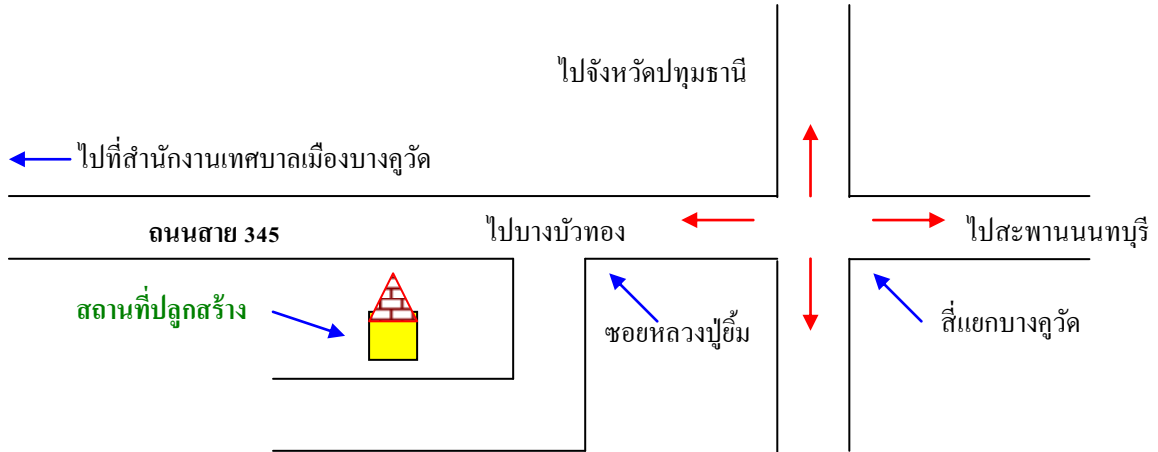 ไปจังหวัดปทุมธานี
ไปที่สำนักงานเทศบาลเมืองบางคูวัด
ถนนสาย 345
ไปบางบัวทอง
ไปสะพานนนทบุรี
สถานที่ปลูกสร้าง
ซอยหลวงปู่ยิ้ม
สี่แยกบางคูวัด